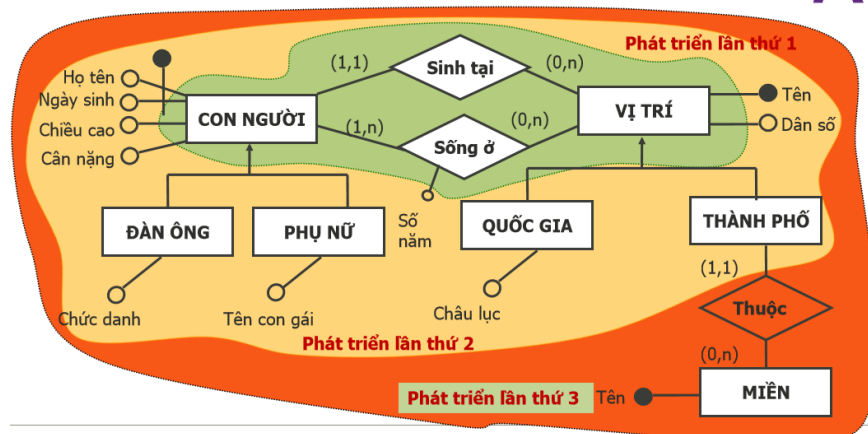 Phát triển lần thứ 1
Họ tên
Ngày sinh
Chiều cao
Cân nặng
CON NGƯỜI
(1,1)
Sinh tại
(0,n)
(1,n)
Sống ở
(0,n)
VỊ TRÍ
Tên
Dân số
Số
năm
ĐÀN ÔNG
PHỤ NỮ
QUỐC GIA
THÀNH PHỐ
Chức danh
Tên con gái
Châu lục
(1,1)
Thuộc
(0,n)
Phát triển lần thứ 2
Phát triển lần thứ 3
Tên
MIỀN